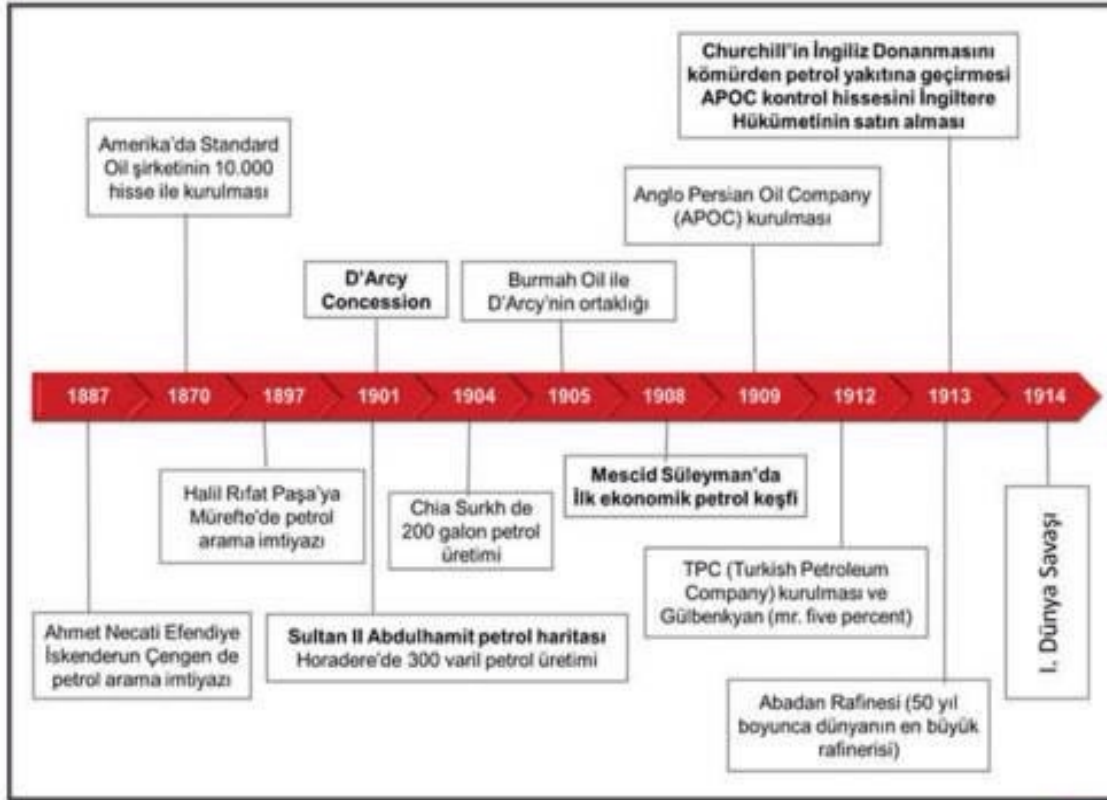 Churchill'in İngiliz Donanmasını
kömürden petrol yakıtına geçirmesi
APOC kontrol hissesini İngiltere
Hükümetinin satın alması
Amerika'da Standard
Oil şirketinin 10.000
hisse ile kurulması
Anglo Persian Oil Company
(APOC) kurulması
D'Arcy
Concession
Burmah Oil ile
D'Arcy'nin ortaklığı
1887 1870 1897 1901 1904 1905 1908 1909 1912 1913 1914
Halil Rıfat Paşa'ya
Mürefte'de petrol
arama imtiyazı
Chia Surkh de
200 galon petrol
üretimi
Mescid Süleyman'da
İlk ekonomik petrol keşfi
TPC (Turkish Petroleum
Company) kurulması ve
Gülbenkyan (mr. five percent)
I. Dünya Savaşı
Ahmet Necati Efendiye
İskenderun Çengen de
petrol arama imtiyazı
Sultan II Abdulhamit petrol haritası
Horadere'de 300 varil petrol üretimi
Abadan Rafinesi (50 yıl
boyunca dünyanın en büyük
rafinerisi)